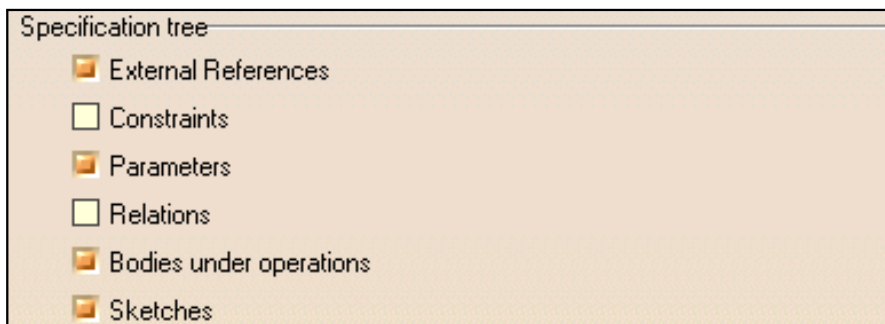 Specification tree
External References
Constraints
Parameters
Relations
Bodies under operations
Sketches